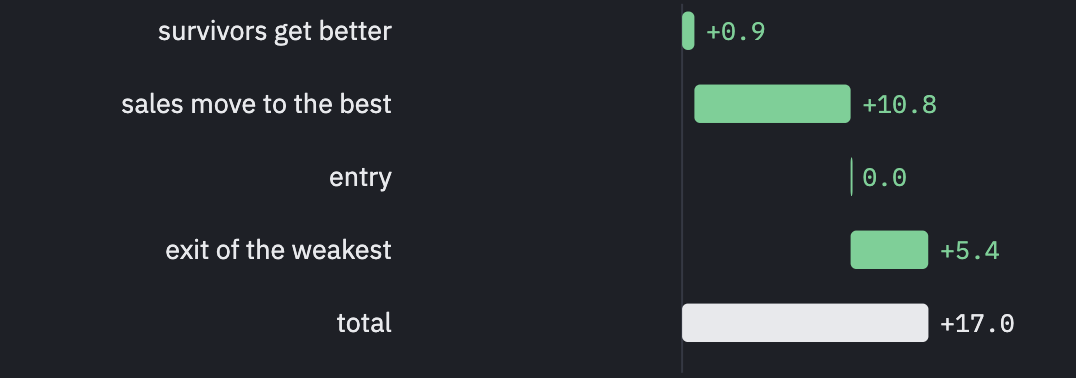 survivors get better +0.9
sales move to the best +10.8
entry 0.0
exit of the weakest +5.4
total +17.0